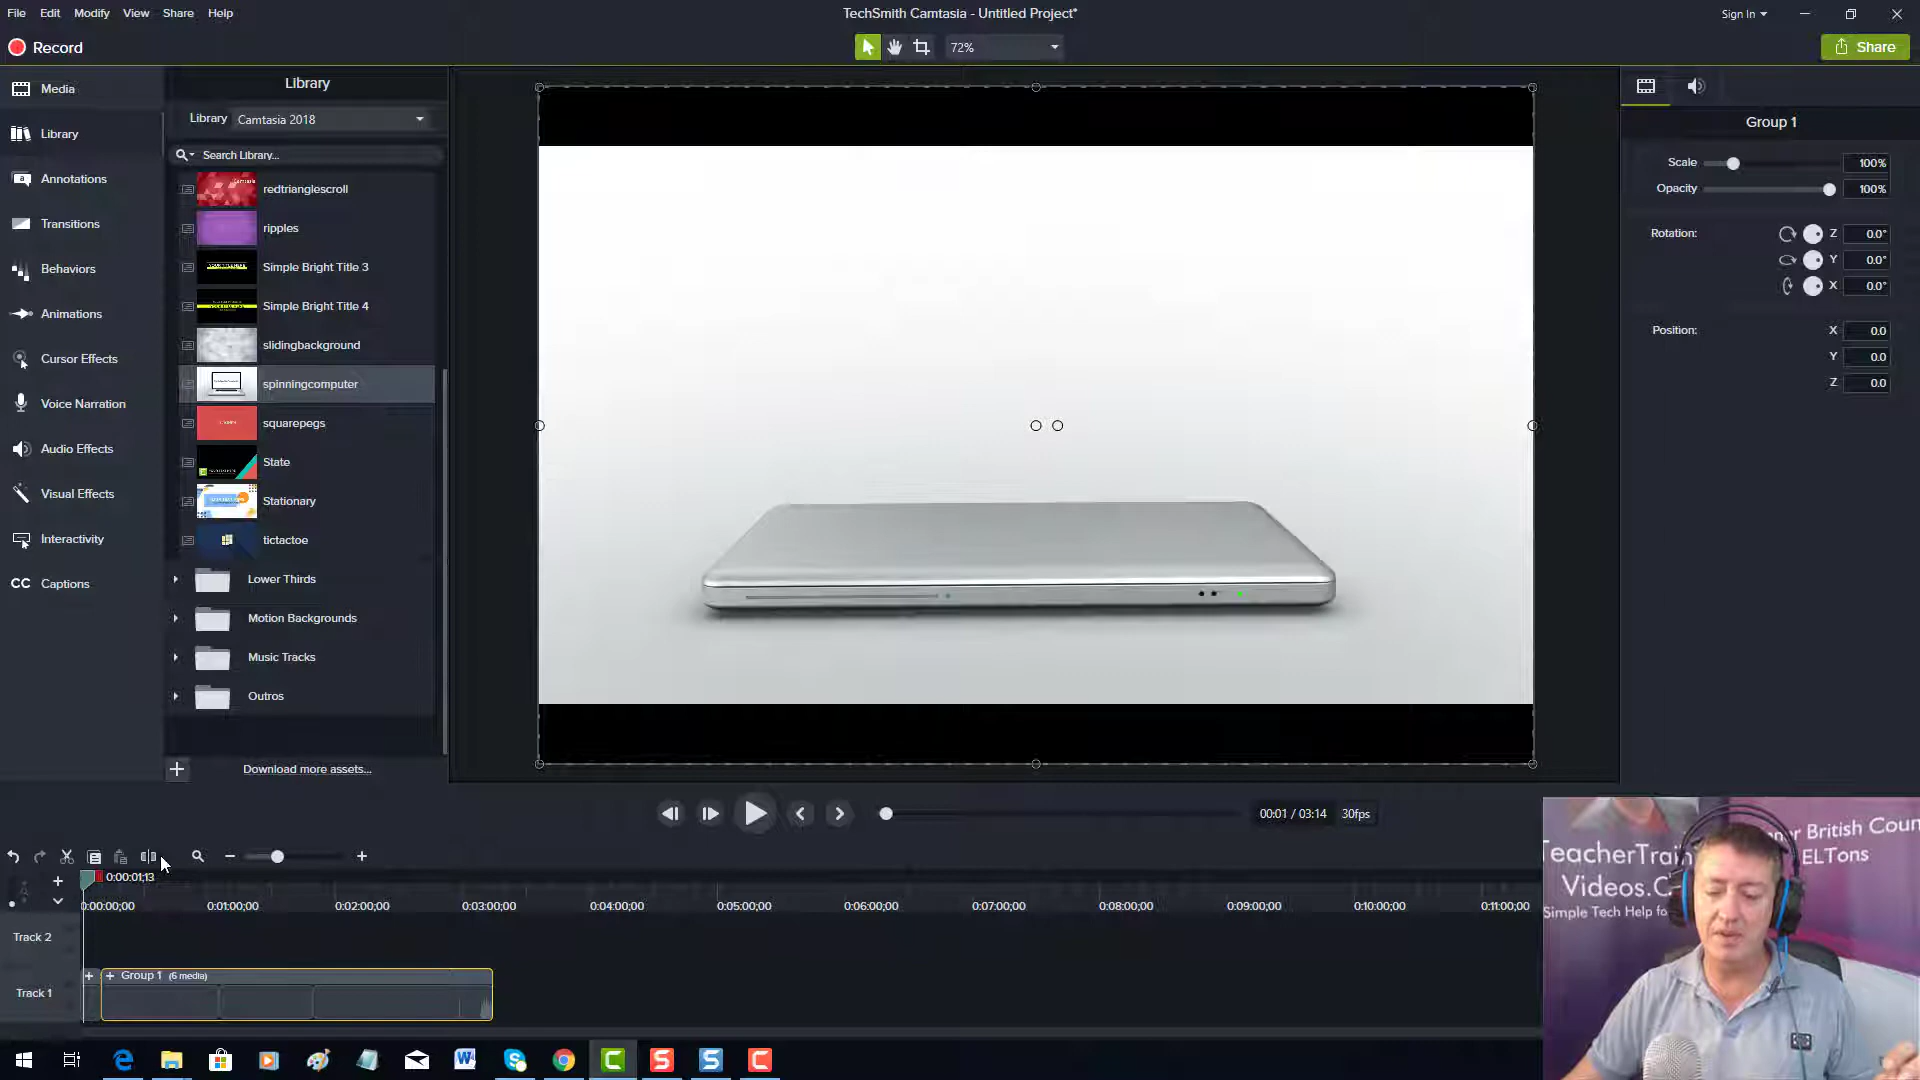 File Edit Modify View Share Help
TechSmith Camtasia - Untitled Project*
Sign In
Record
72%
Share
Media
Library
Annotations
Transitions
Behaviors
Animations
Cursor Effects
Voice Narration
Audio Effects
Visual Effects
Interactivity
CC Captions
Library
Library Camtasia 2018
Search Library...
redtrianglescroll
ripples
Simple Bright Title 3
Simple Bright Title 4
slidingbackground
spinningcomputer
squarepegs
State
Stationary
tictactoe
Lower Thirds
Motion Backgrounds
Music Tracks
Outros
Download more assets...
Group 1
Scale 100%
Opacity 100%
Rotation: Z 0.0°
Y 0.0°
X 0.0°
Position: X 0.0
Y 0.0
Z 0.0
00:01 / 03:14 30fps
0:00:01;13
0:00:00;00 0:01:00;00 0:02:00;00 0:03:00;00 0:04:00;00 0:05:00;00 0:06:00;00 0:07:00;00 0:08:00;00 0:09:00;00 0:10:00;00 0:11:00;00
Track 2
Group 1 (6 media)
Track 1
British Coun
ELTons
TeacherTrain
Videos.C
Simple Tech Help fo